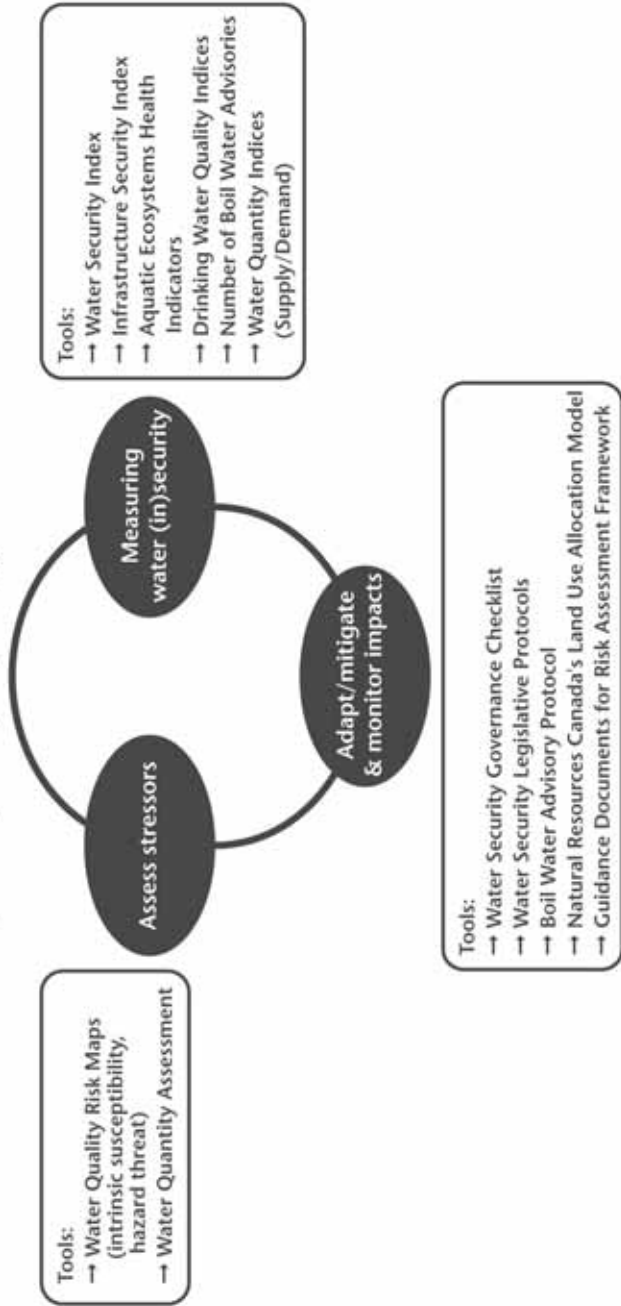 Tools:
→ Water Quality Risk Maps
(intrinsic susceptibility,
hazard threat)
→ Water Quantity Assessment
Assess stressors
Measuring
water (in)security
Tools:
→ Water Security Index
→ Infrastructure Security Index
→ Aquatic Ecosystems Health
Indicators
→ Drinking Water Quality Indices
→ Number of Boil Water Advisories
→ Water Quantity Indices
(Supply/Demand)
Adapt/mitigate
& monitor impacts
Tools:
→ Water Security Governance Checklist
→ Water Security Legislative Protocols
→ Boil Water Advisory Protocol
→ Natural Resources Canada's Land Use Allocation Model
→ Guidance Documents for Risk Assessment Framework